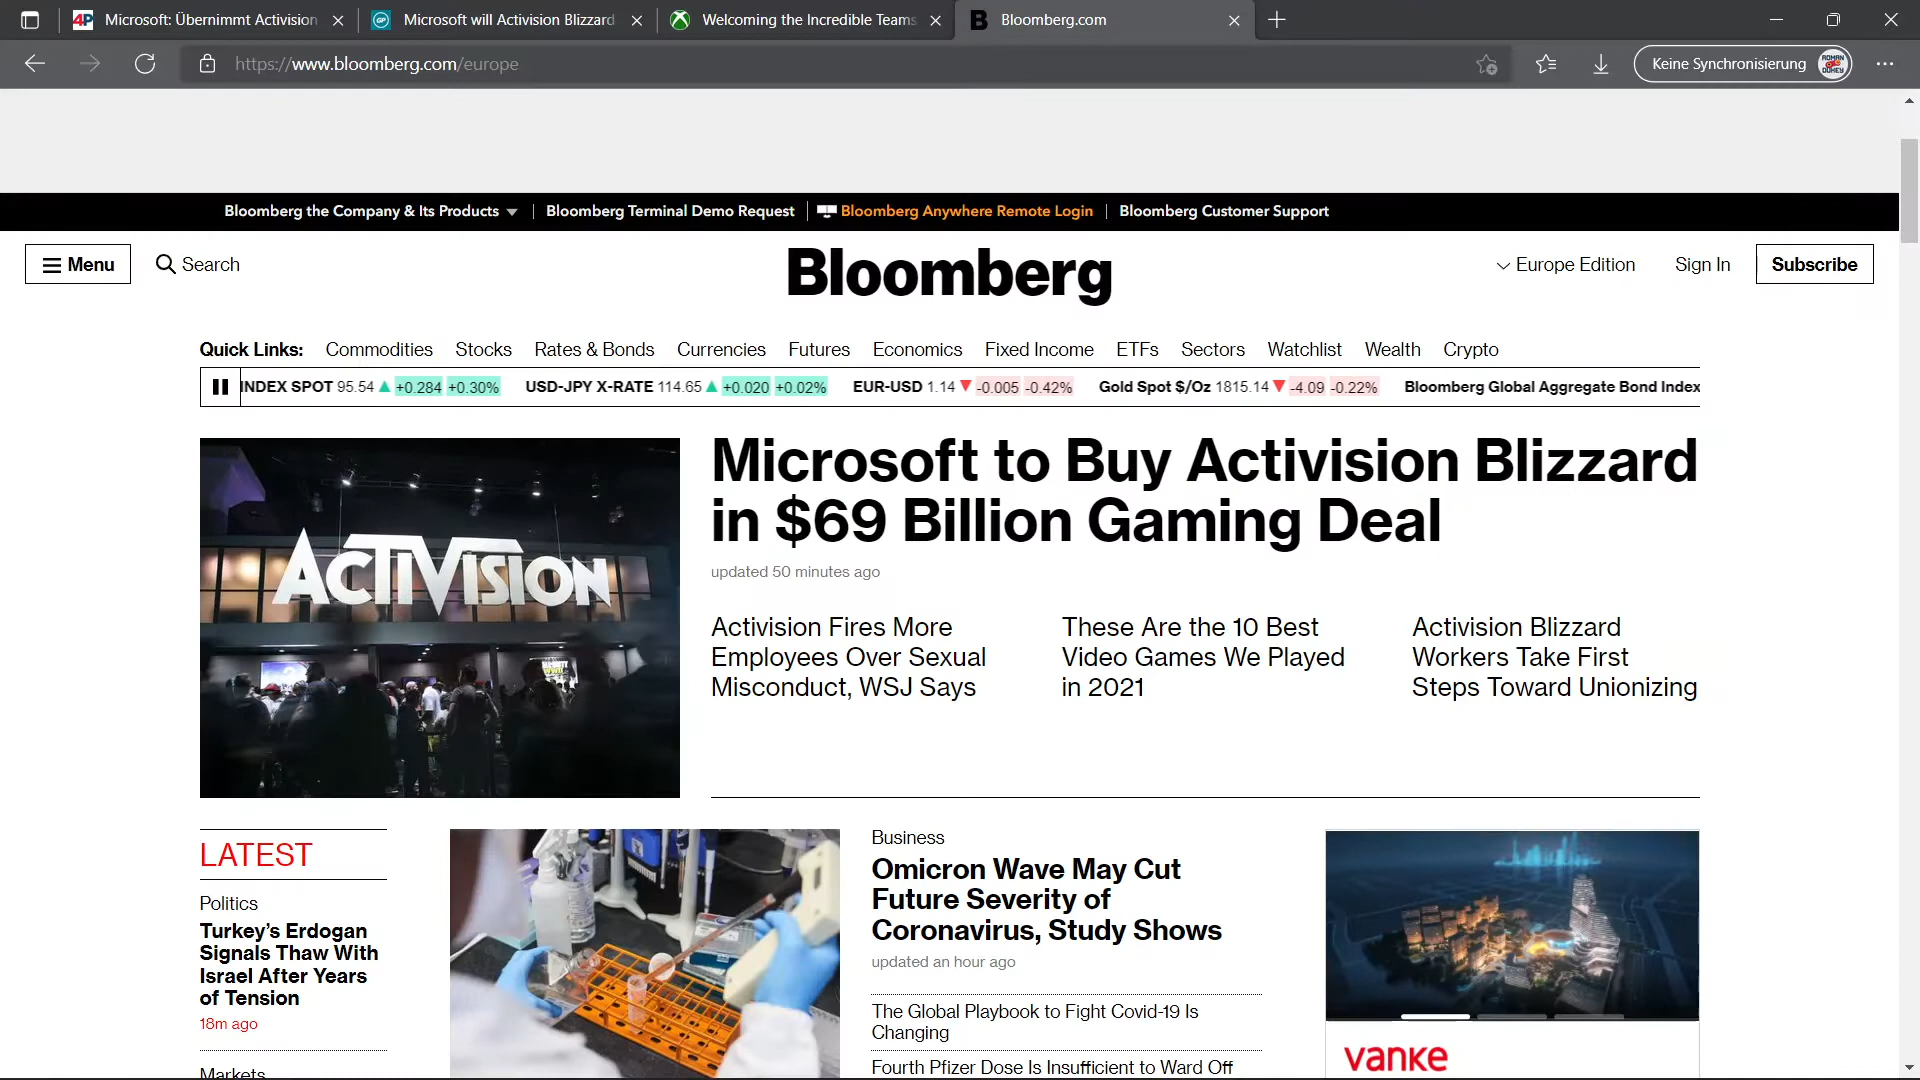 4P Microsoft: Übernimmt Activision
GP Microsoft will Activision Blizzard
Welcoming the Incredible Teams
B Bloomberg.com
https://www.bloomberg.com/europe
Keine Synchronisierung
Bloomberg the Company & Its Products
Bloomberg Terminal Demo Request
Bloomberg Anywhere Remote Login
Bloomberg Customer Support
Menu
Search
Bloomberg
Europe Edition
Sign In
Subscribe
Quick Links: Commodities Stocks Rates & Bonds Currencies Futures Economics Fixed Income ETFs Sectors Watchlist Wealth Crypto
INDEX SPOT 95.54 ▲ +0.284 +0.30% USD-JPY X-RATE 114.65 ▲ +0.020 +0.02% EUR-USD 1.14 ▼ -0.005 -0.42% Gold Spot $/Oz 1815.14 ▼ -4.09 -0.22% Bloomberg Global Aggregate Bond Index
ACTIVISION
Microsoft to Buy Activision Blizzard
in $69 Billion Gaming Deal
updated 50 minutes ago
Activision Fires More
Employees Over Sexual
Misconduct, WSJ Says
These Are the 10 Best
Video Games We Played
in 2021
Activision Blizzard
Workers Take First
Steps Toward Unionizing
LATEST
Politics
Turkey's Erdogan
Signals Thaw With
Israel After Years
of Tension
18m ago
Markets
Business
Omicron Wave May Cut
Future Severity of
Coronavirus, Study Shows
updated an hour ago
The Global Playbook to Fight Covid-19 Is
Changing
Fourth Pfizer Dose Is Insufficient to Ward Off
vanke